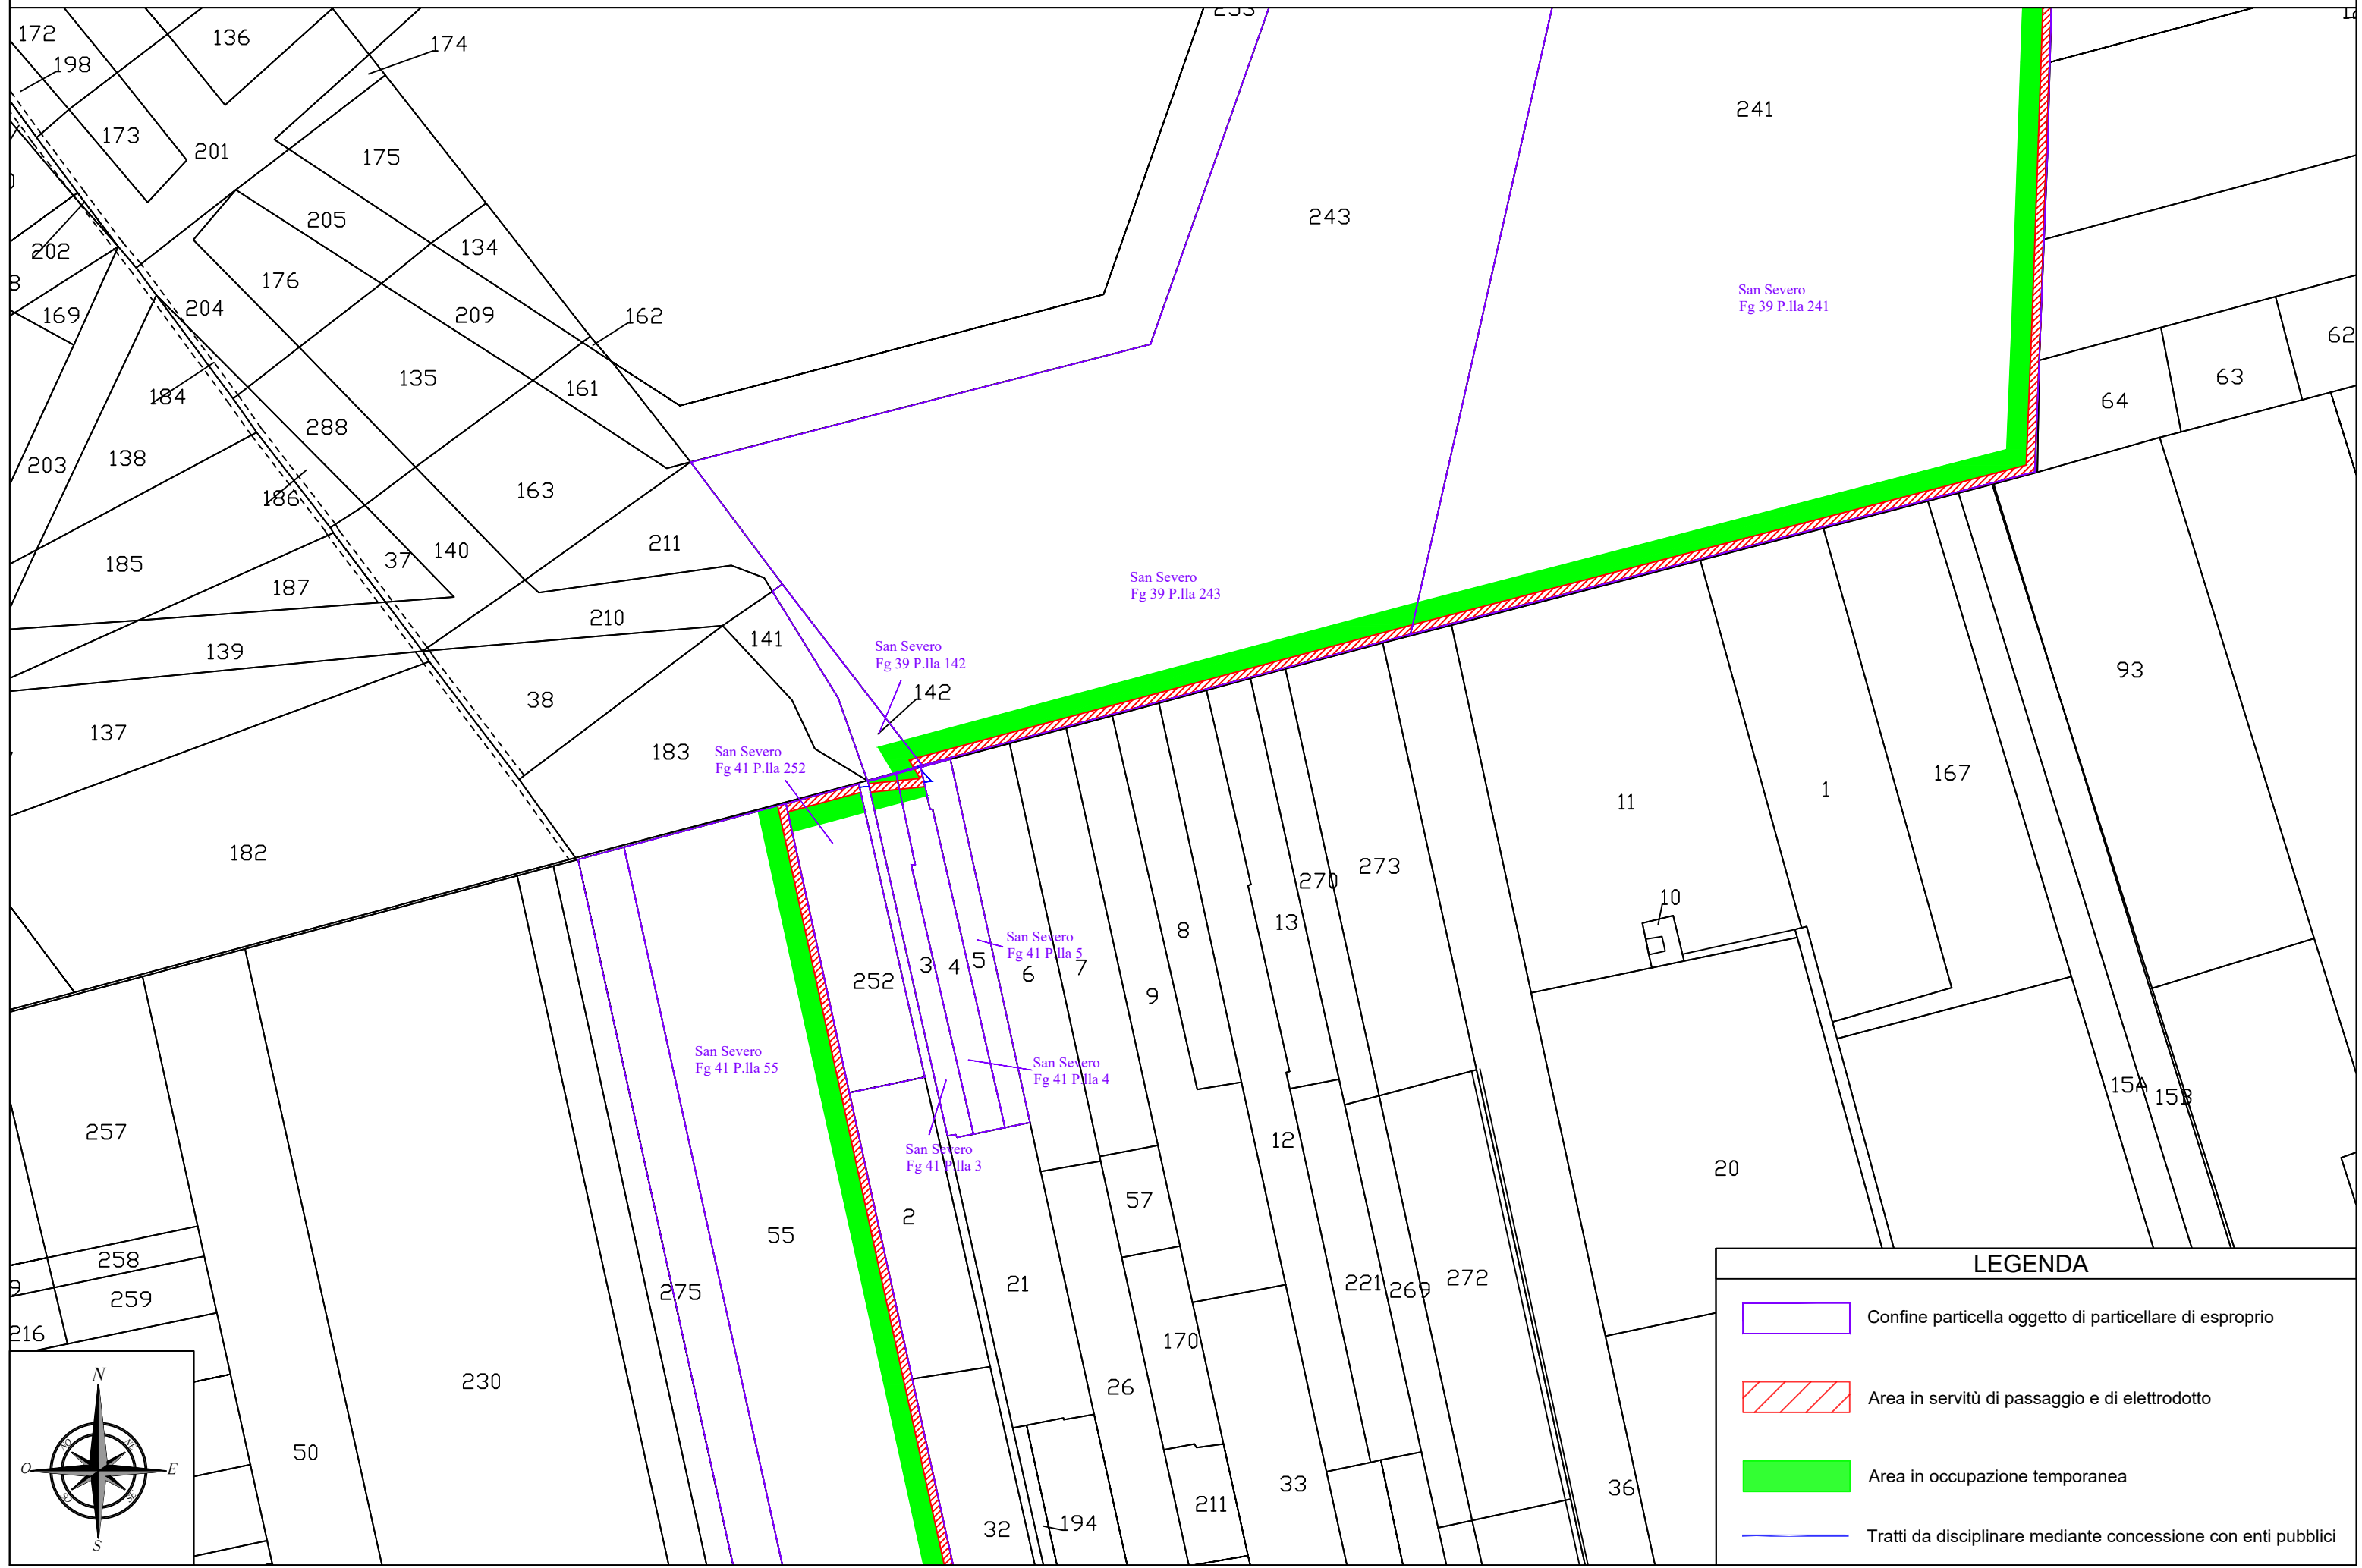 253
172
136
174
198
241
173
201
175
243
205
134
202
176
San Severo
Fg 39 P.lla 241
204
169
209
162
62
135
161
63
184
64
288
138
203
163
186
211
140
37
185
187
San Severo
Fg 39 P.lla 243
210
141
139
San Severo
Fg 39 P.lla 142
142
93
38
137
183
San Severo
Fg 41 P.lla 252
167
1
11
182
273
270
10
13
8
San Severo
Fg 41 P.lla 5
252
3
4
5
6
7
9
San Severo
Fg 41 P.lla 55
San Severo
Fg 41 P.lla 4
15A
15B
257
12
San Severo
Fg 41 P.lla 3
20
57
2
55
258
21
275
259
221
269
272
216
170
230
26
50
33
36
211
32
194
N
NO
NE
O
E
SO
SE
S
LEGENDA
Confine particella oggetto di particellare di esproprio
Area in servitù di passaggio e di elettrodotto
Area in occupazione temporanea
Tratti da disciplinare mediante concessione con enti pubblici